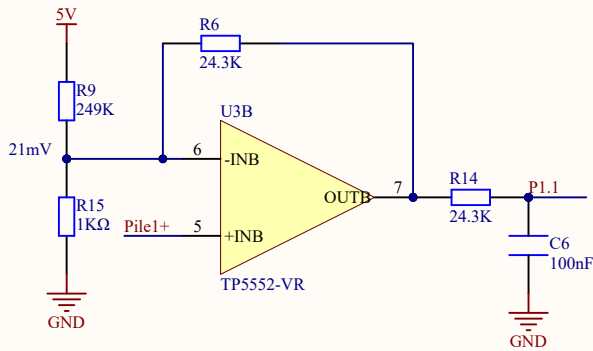 5V
R6
24.3K
R9
249K
U3B
21mV
6
-INB
R15
1KΩ
Pile1+
5
+INB
OUTB
7
R14
24.3K
P1.1
C6
100nF
TP5552-VR
GND
GND